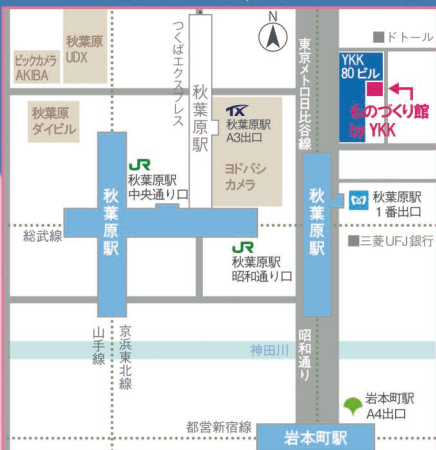 N
つくばエクスプレス
東京メトロ日比谷線
■ドトール
秋葉原
UDX
ビックカメラ
AKIBA
YKK
80ビル
ものづくり館
by YKK
秋葉原
ダイビル
秋葉原駅
TX
秋葉原駅
A3出口
ヨドバシ
カメラ
JR
秋葉原駅
中央通り口
秋葉原駅
秋葉原駅
秋葉原駅
1番出口
総武線
JR
秋葉原駅
昭和通り口
■三菱UFJ銀行
山手線
京浜東北線
昭和通り
神田川
岩本町駅
A4出口
都営新宿線
岩本町駅